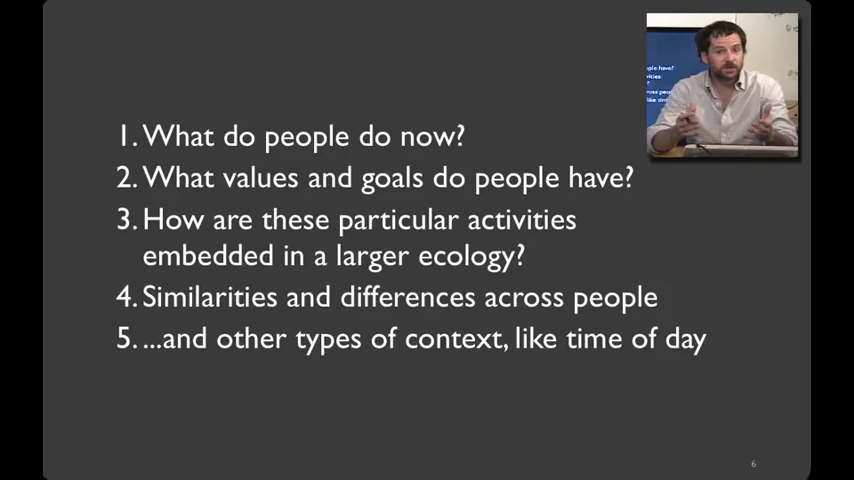 1. What do people do now?
2. What values and goals do people have?
3. How are these particular activities
embedded in a larger ecology?
4. Similarities and differences across people
5. ...and other types of context, like time of day
6
eople have?